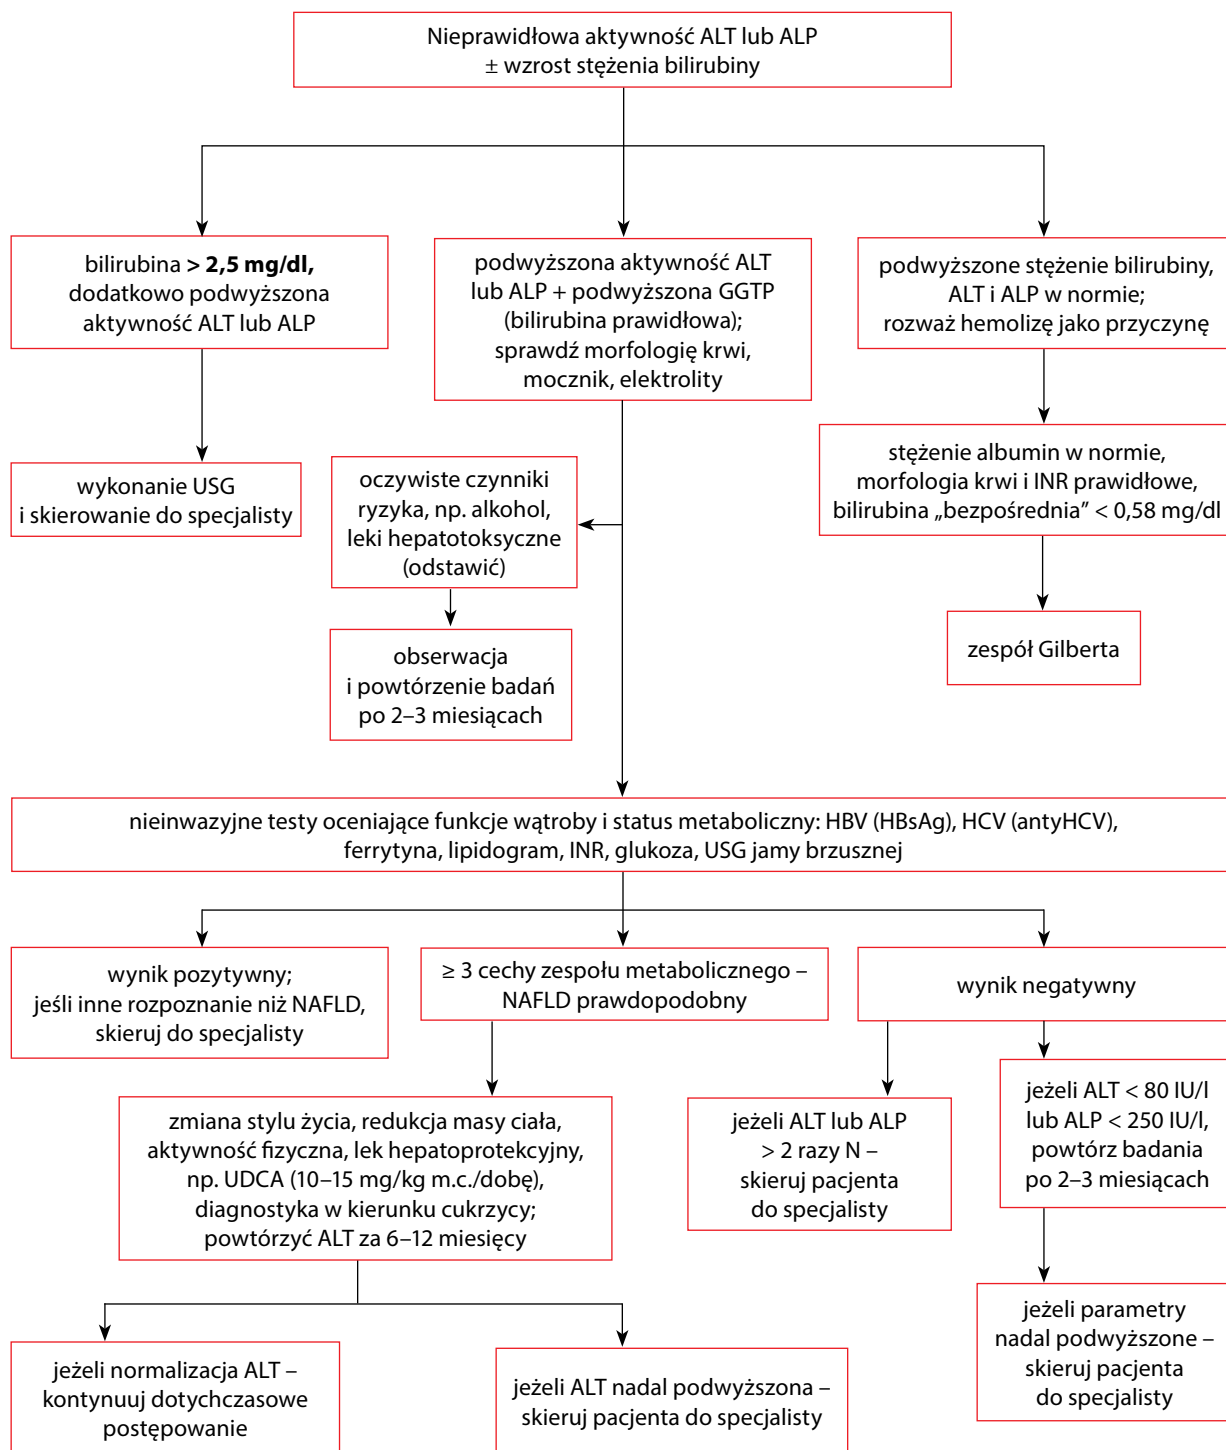 Nieprawidłowa aktywność ALT lub ALP
± wzrost stężenia bilirubiny
bilirubina > 2,5 mg/dl,
dodatkowo podwyższona
aktywność ALT lub ALP
podwyższona aktywność ALT
lub ALP + podwyższona GGTP
(bilirubina prawidłowa);
sprawdź morfologię krwi,
mocznik, elektrolity
podwyższone stężenie bilirubiny,
ALT i ALP w normie;
rozważ hemolizę jako przyczynę
wykonanie USG
i skierowanie do specjalisty
oczywiste czynniki
ryzyka, np. alkohol,
leki hepatotoksyczne
(odstawić)
stężenie albumin w normie,
morfologia krwi i INR prawidłowe,
bilirubina „bezpośrednia” < 0,58 mg/dl
obserwacja
i powtórzenie badań
po 2–3 miesiącach
zespół Gilberta
nieinwazyjne testy oceniające funkcje wątroby i status metaboliczny: HBV (HBsAg), HCV (antyHCV),
ferrytyna, lipidogram, INR, glukoza, USG jamy brzusznej
wynik pozytywny;
jeśli inne rozpoznanie niż NAFLD,
skieruj do specjalisty
≥ 3 cechy zespołu metabolicznego –
NAFLD prawdopodobny
wynik negatywny
zmiana stylu życia, redukcja masy ciała,
aktywność fizyczna, lek hepatoprotekcyjny,
np. UDCA (10–15 mg/kg m.c./dobę),
diagnostyka w kierunku cukrzycy;
powtórzyć ALT za 6–12 miesięcy
jeżeli ALT lub ALP
> 2 razy N –
skieruj pacjenta
do specjalisty
jeżeli ALT < 80 IU/l
lub ALP < 250 IU/l,
powtórz badania
po 2–3 miesiącach
jeżeli normalizacja ALT –
kontynuuj dotychczasowe
postępowanie
jeżeli ALT nadal podwyższona –
skieruj pacjenta do specjalisty
jeżeli parametry
nadal podwyższone –
skieruj pacjenta
do specjalisty